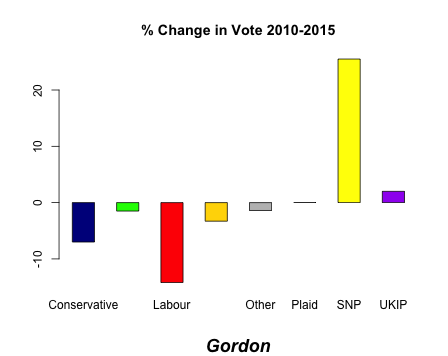 % Change in Vote 2010-2015
20
10
0
-10
Conservative Labour Other Plaid SNP UKIP
Gordon